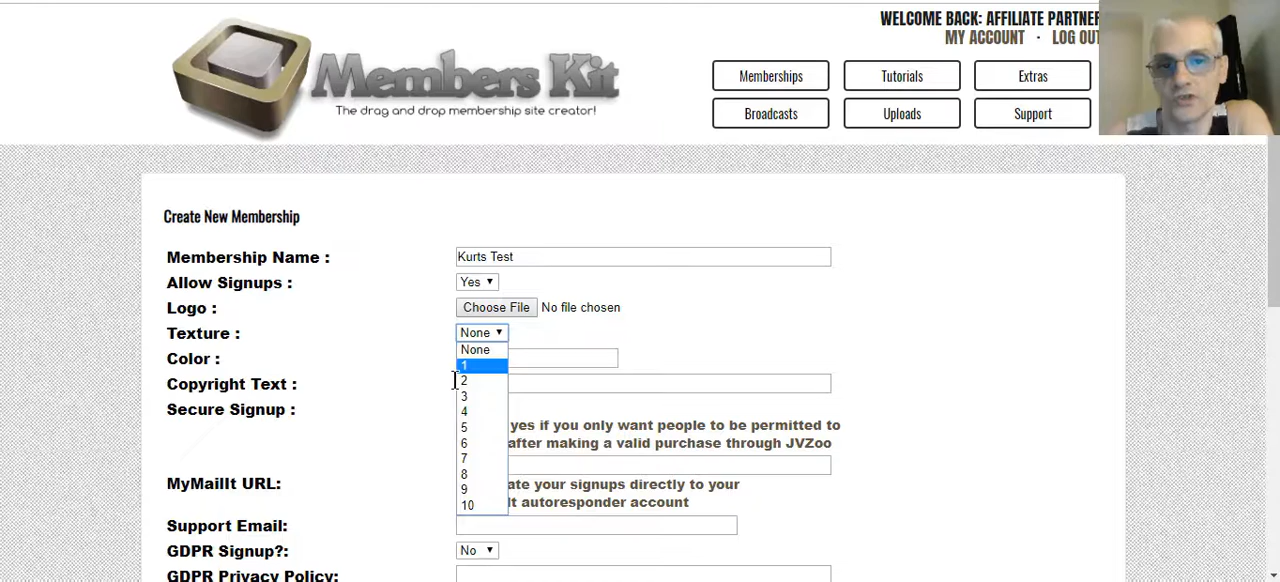 WELCOME BACK: AFFILIATE PARTNER
MY ACCOUNT · LOG OUT
Members Kit
The drag and drop membership site creator!
Memberships Tutorials Extras
Broadcasts Uploads Support
Create New Membership
Membership Name : Kurts Test
Allow Signups : Yes
Logo : Choose File No file chosen
Texture : None
None
1
Color :
2
Copyright Text :
3
Secure Signup :
4
5 yes if you only want people to be permitted to
6 after making a valid purchase through JVZoo
7
8
MyMailIt URL: ate your signups directly to your
9
10 It autoresponder account
Support Email:
GDPR Signup?: No
GDPR Privacy Policy: